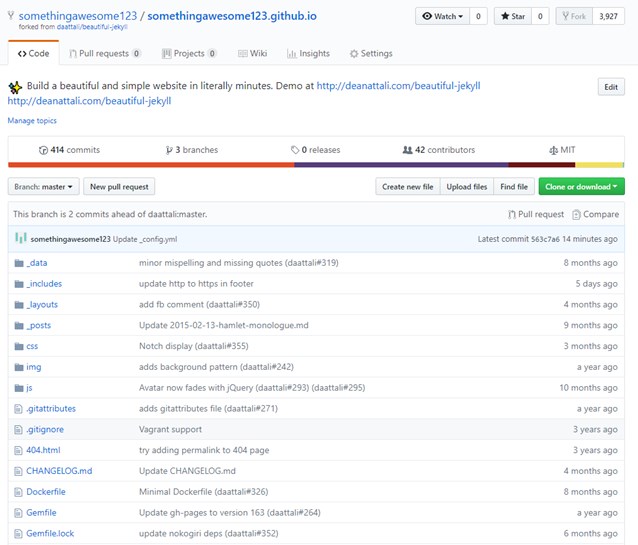 somethingawesome123 / somethingawesome123.github.io
forked from daattali/beautiful-jekyll
Watch 0 Star 0 Fork 3,927
Code Pull requests 0 Projects 0 Wiki Insights Settings
Build a beautiful and simple website in literally minutes. Demo at http://deanattali.com/beautiful-jekyll
Edit
http://deanattali.com/beautiful-jekyll
Manage topics
414 commits 3 branches 0 releases 42 contributors MIT
Branch: master New pull request Create new file Upload files Find file Clone or download
This branch is 2 commits ahead of daattali:master. Pull request Compare
somethingawesome123 Update _config.yml Latest commit 563c7a6 14 minutes ago
_data minor mispelling and missing quotes (daattali#319) 8 months ago
_includes update http to https in footer 5 days ago
_layouts add fb comment (daattali#350) 4 months ago
_posts Update 2015-02-13-hamlet-monologue.md 9 months ago
css Notch display (daattali#355) 3 months ago
img adds background pattern (daattali#242) a year ago
js Avatar now fades with jQuery (daattali#293) (daattali#295) 10 months ago
.gitattributes adds gitattributes file (daattali#271) a year ago
.gitignore Vagrant support 3 years ago
404.html try adding permalink to 404 page 3 years ago
CHANGELOG.md Update CHANGELOG.md 4 months ago
Dockerfile Minimal Dockerfile (daattali#326) 8 months ago
Gemfile Update gh-pages to version 163 (daattali#264) a year ago
Gemfile.lock update nokogiri deps (daattali#352) 6 months ago